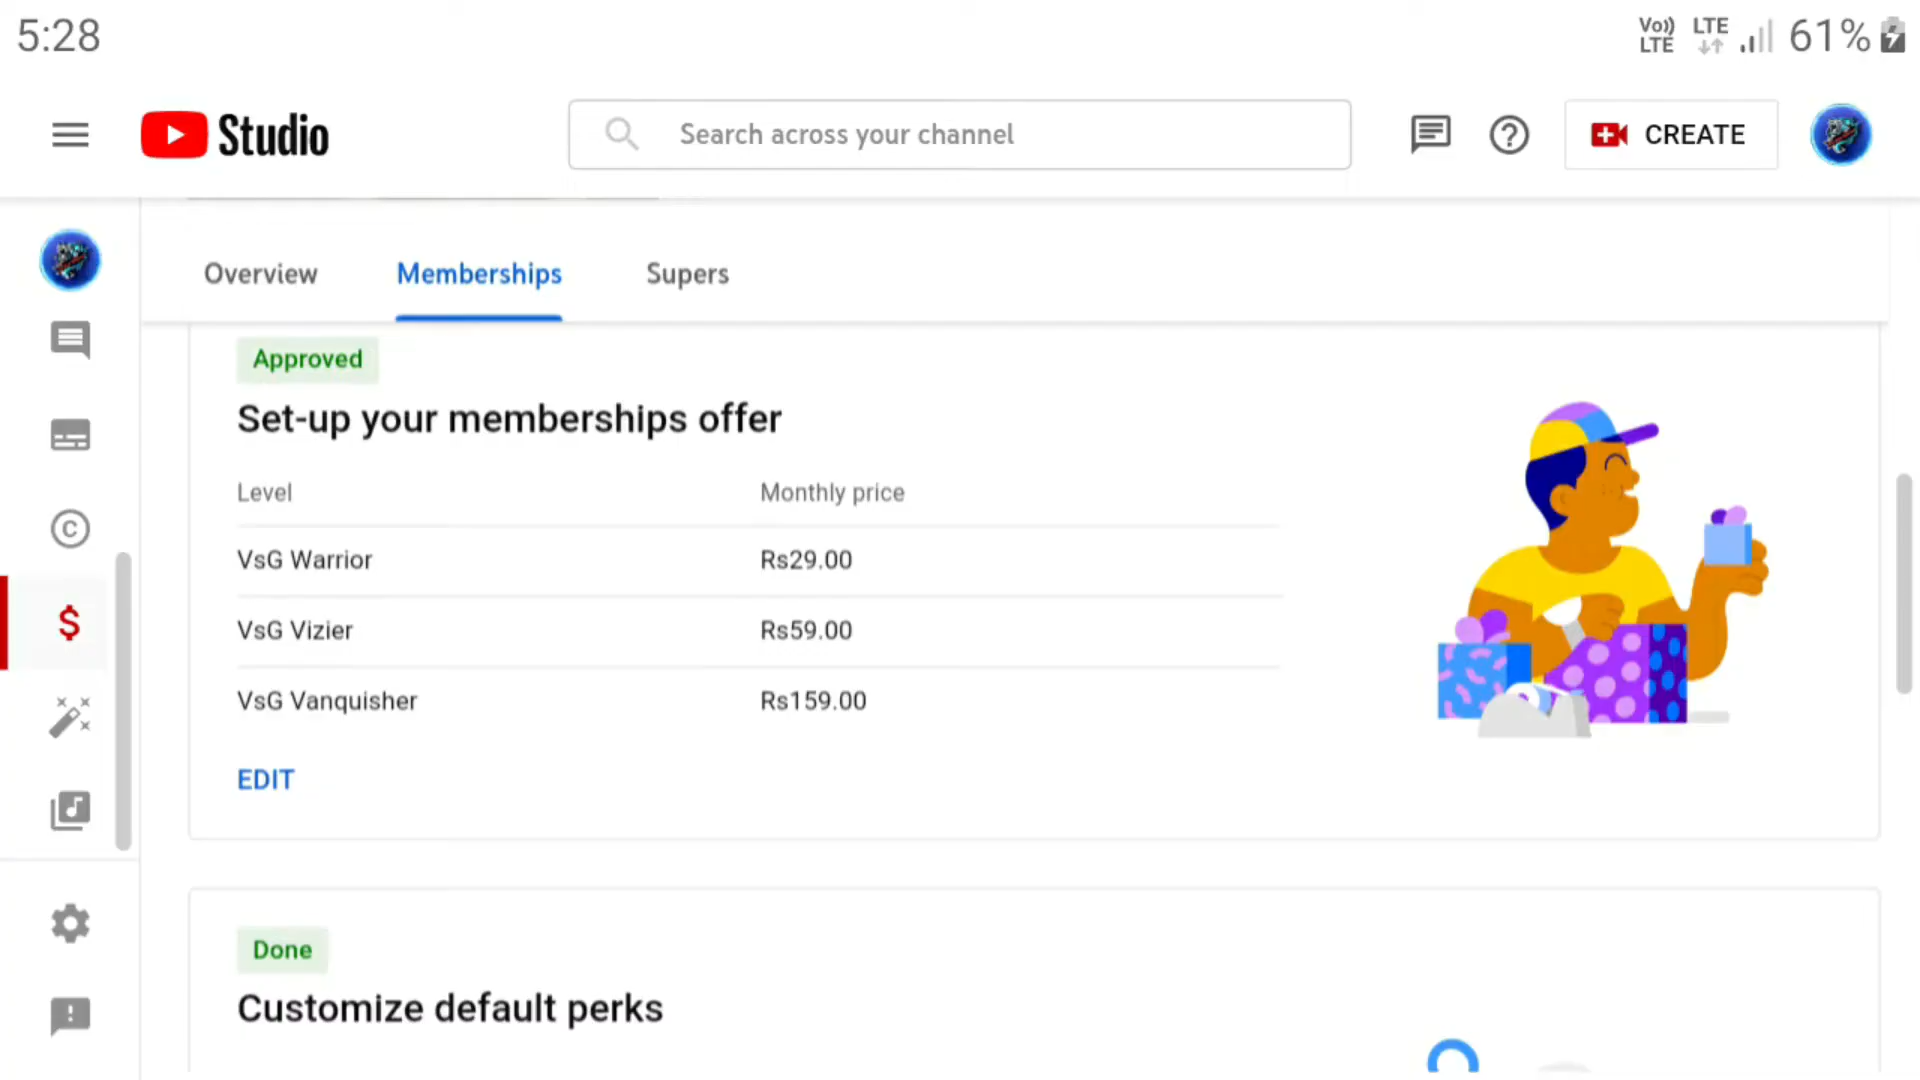 5:28
Vo)) LTE LTE 61%
Studio
Search across your channel
CREATE
Overview Memberships Supers
Approved
Set-up your memberships offer
Level Monthly price
VsG Warrior Rs29.00
VsG Vizier Rs59.00
VsG Vanquisher Rs159.00
EDIT
Done
Customize default perks